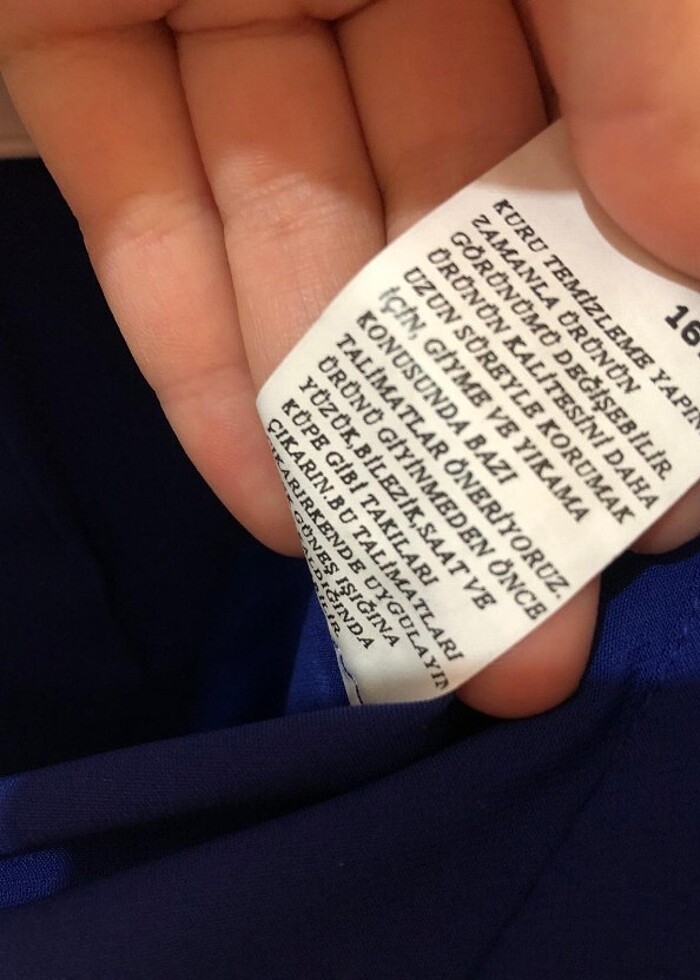 16
KURU TEMİZLEME YAPIN
ZAMANLA ÜRÜNÜN
GÖRÜNÜMÜ DEĞİŞEBİLİR
ÜRÜNÜN KALİTESİNİ DAHA
UZUN SÜREYLE KORUMAK
İÇİN, GİYME VE YIKAMA
KONUSUNDA BAZI
TALİMATLAR ÖNERİYORUZ.
ÜRÜNÜ GİYİNMEDEN ÖNCE
YÜZÜK,BİLEZİK,SAAT VE
KÜPE GİBİ TAKILARI
ÇIKARIN.BU TALİMATLARI
UYGULAYIN
GÜNEŞ IŞIĞINA